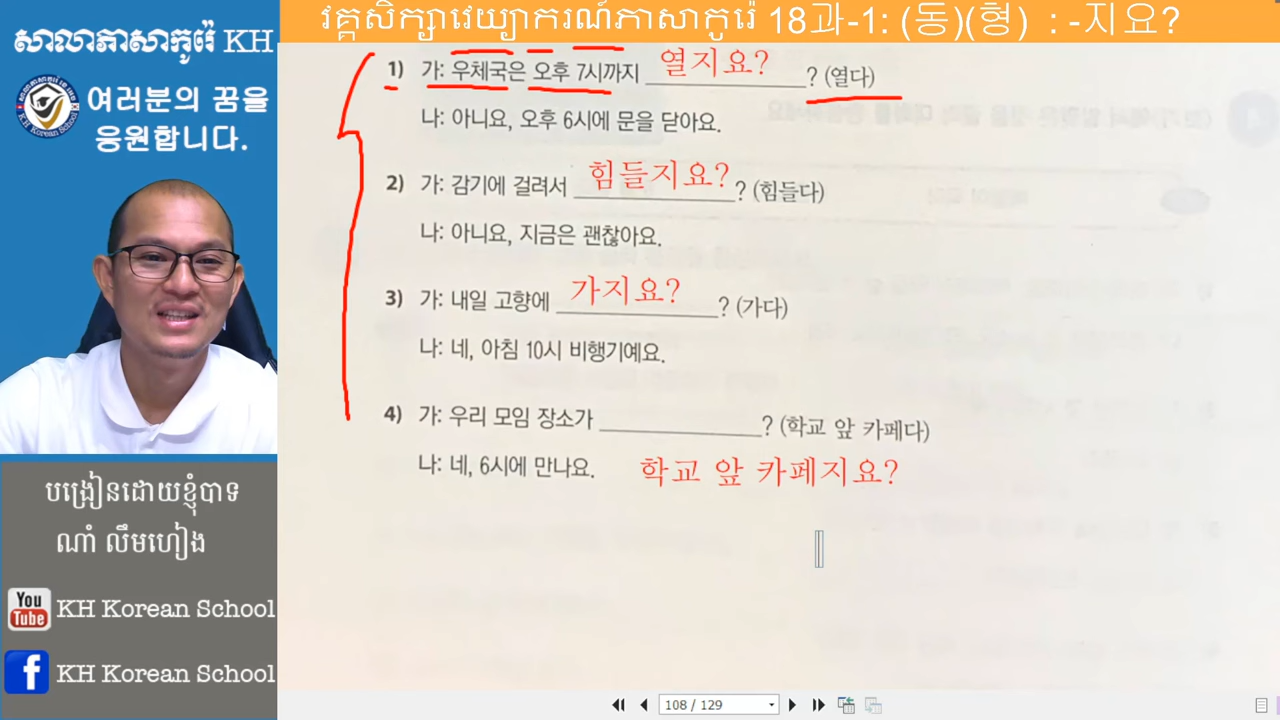 វគ្គសិក្សាវេយ្យាករណ៍ភាសាកូរ៉េ 18과-1: (동)(형) : -지요?
សាលាភាសាកូរ៉េ KH
여러분의 꿈을
응원합니다.
1) 가: 우체국은 오후 7시까지 열지요? ? (열다)
나: 아니요, 오후 6시에 문을 닫아요.
2) 가: 감기에 걸려서 힘들지요? ? (힘들다)
나: 아니요, 지금은 괜찮아요.
3) 가: 내일 고향에 가지요? ? (가다)
나: 네, 아침 10시 비행기예요.
4) 가: 우리 모임 장소가 ? (학교 앞 카페다)
나: 네, 6시에 만나요. 학교 앞 카페지요?
បង្រៀនដោយខ្ញុំបាទ
ណាំ លឹមហៀង
You Tube KH Korean School
f KH Korean School
108 / 129